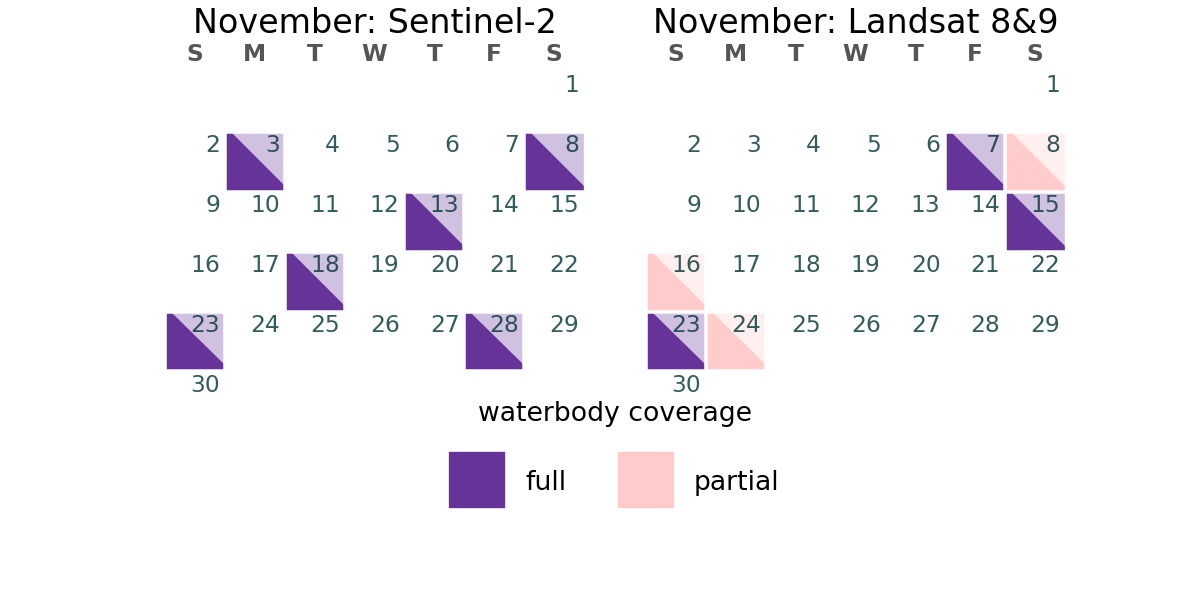 November: Sentinel-2
S M T W T F S
1
2 3 4 5 6 7 8
9 10 11 12 13 14 15
16 17 18 19 20 21 22
23 24 25 26 27 28 29
30
November: Landsat 8&9
S M T W T F S
1
2 3 4 5 6 7 8
9 10 11 12 13 14 15
16 17 18 19 20 21 22
23 24 25 26 27 28 29
30
waterbody coverage
full partial